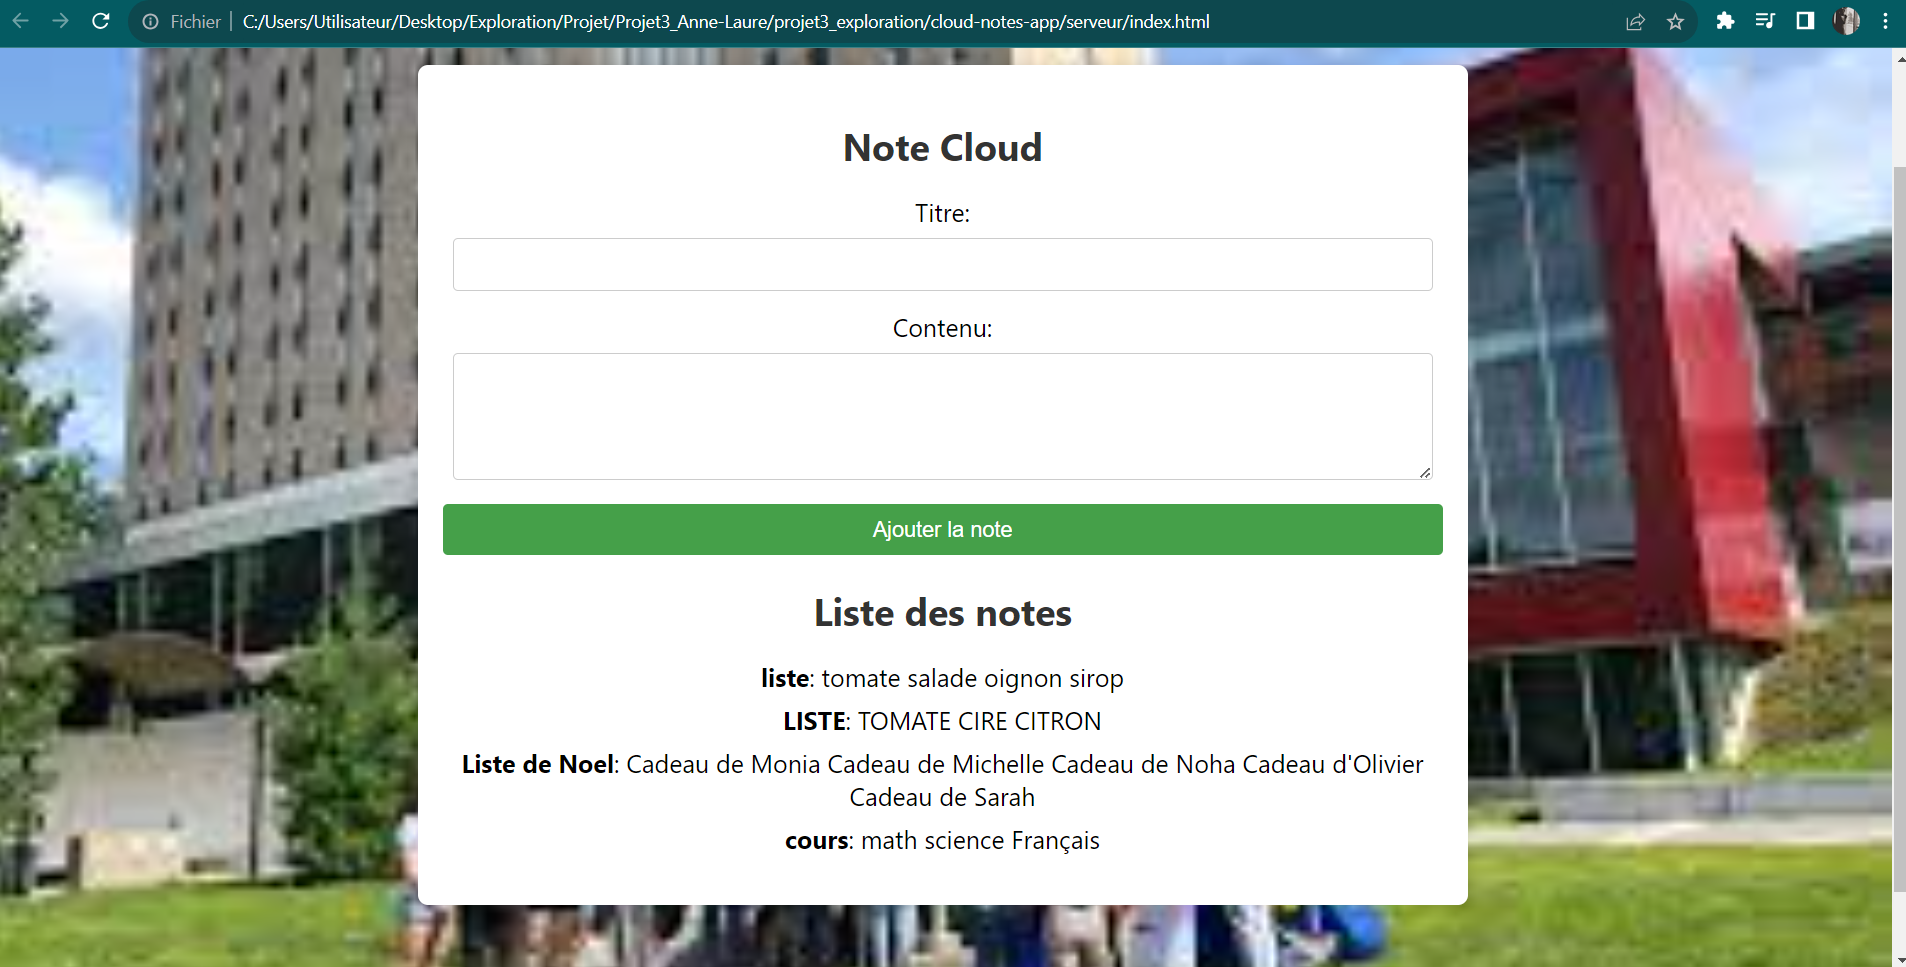 Fichier | C:/Users/Utilisateur/Desktop/Exploration/Projet/Projet3_Anne-Laure/projet3_exploration/cloud-notes-app/serveur/index.html
Note Cloud
Titre:
Contenu:
Ajouter la note
Liste des notes
liste: tomate salade oignon sirop
LISTE: TOMATE CIRE CITRON
Liste de Noel: Cadeau de Monia Cadeau de Michelle Cadeau de Noha Cadeau d'Olivier
Cadeau de Sarah
cours: math science Français